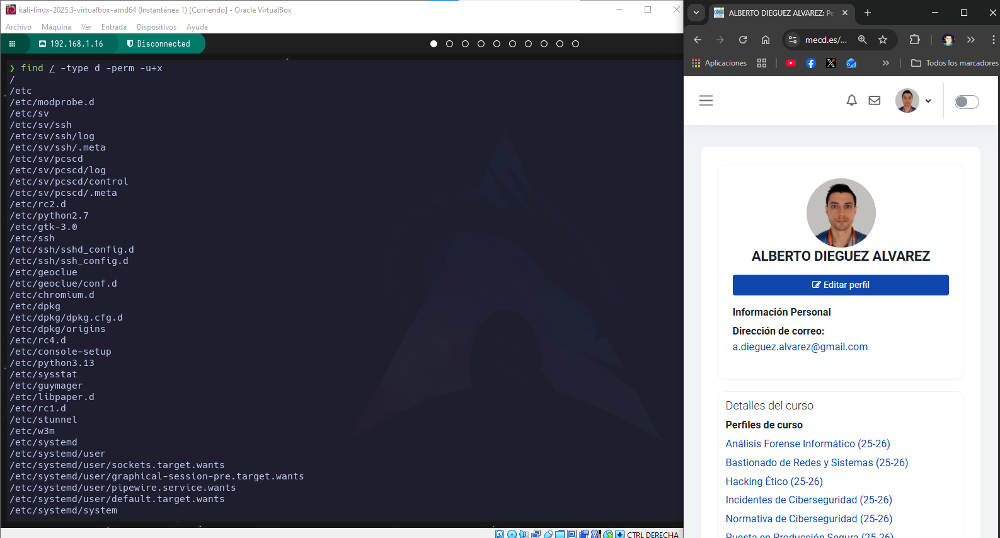 kali-linux-2025.3-virtualbox-amd64 (Instantánea 1) [Corriendo] - Oracle VirtualBox
Archivo Máquina Ver Entrada Dispositivos Ayuda
192.168.1.16 Disconnected
❯ find / -type d -perm -u+x
/
/etc
/etc/modprobe.d
/etc/sv
/etc/sv/ssh
/etc/sv/ssh/log
/etc/sv/ssh/.meta
/etc/sv/pcscd
/etc/sv/pcscd/log
/etc/sv/pcscd/control
/etc/sv/pcscd/.meta
/etc/rc2.d
/etc/python2.7
/etc/gtk-3.0
/etc/ssh
/etc/ssh/sshd_config.d
/etc/ssh/ssh_config.d
/etc/geoclue
/etc/geoclue/conf.d
/etc/chromium.d
/etc/dpkg
/etc/dpkg/dpkg.cfg.d
/etc/dpkg/origins
/etc/rc4.d
/etc/console-setup
/etc/python3.13
/etc/sysstat
/etc/guymager
/etc/libpaper.d
/etc/rc1.d
/etc/stunnel
/etc/w3m
/etc/systemd
/etc/systemd/user
/etc/systemd/user/sockets.target.wants
/etc/systemd/user/graphical-session-pre.target.wants
/etc/systemd/user/pipewire.service.wants
/etc/systemd/user/default.target.wants
/etc/systemd/system
CTRL DERECHA
ALBERTO DIEGUEZ ALVAREZ: Pe
mecd.es/...
Aplicaciones
Todos los marcadores
ALBERTO DIEGUEZ ALVAREZ
Editar perfil
Información Personal
Dirección de correo:
a.dieguez.alvarez@gmail.com
Detalles del curso
Perfiles de curso
Análisis Forense Informático (25-26)
Bastionado de Redes y Sistemas (25-26)
Hacking Ético (25-26)
Incidentes de Ciberseguridad (25-26)
Normativa de Ciberseguridad (25-26)
Puesta en Producción Segura (25-26)